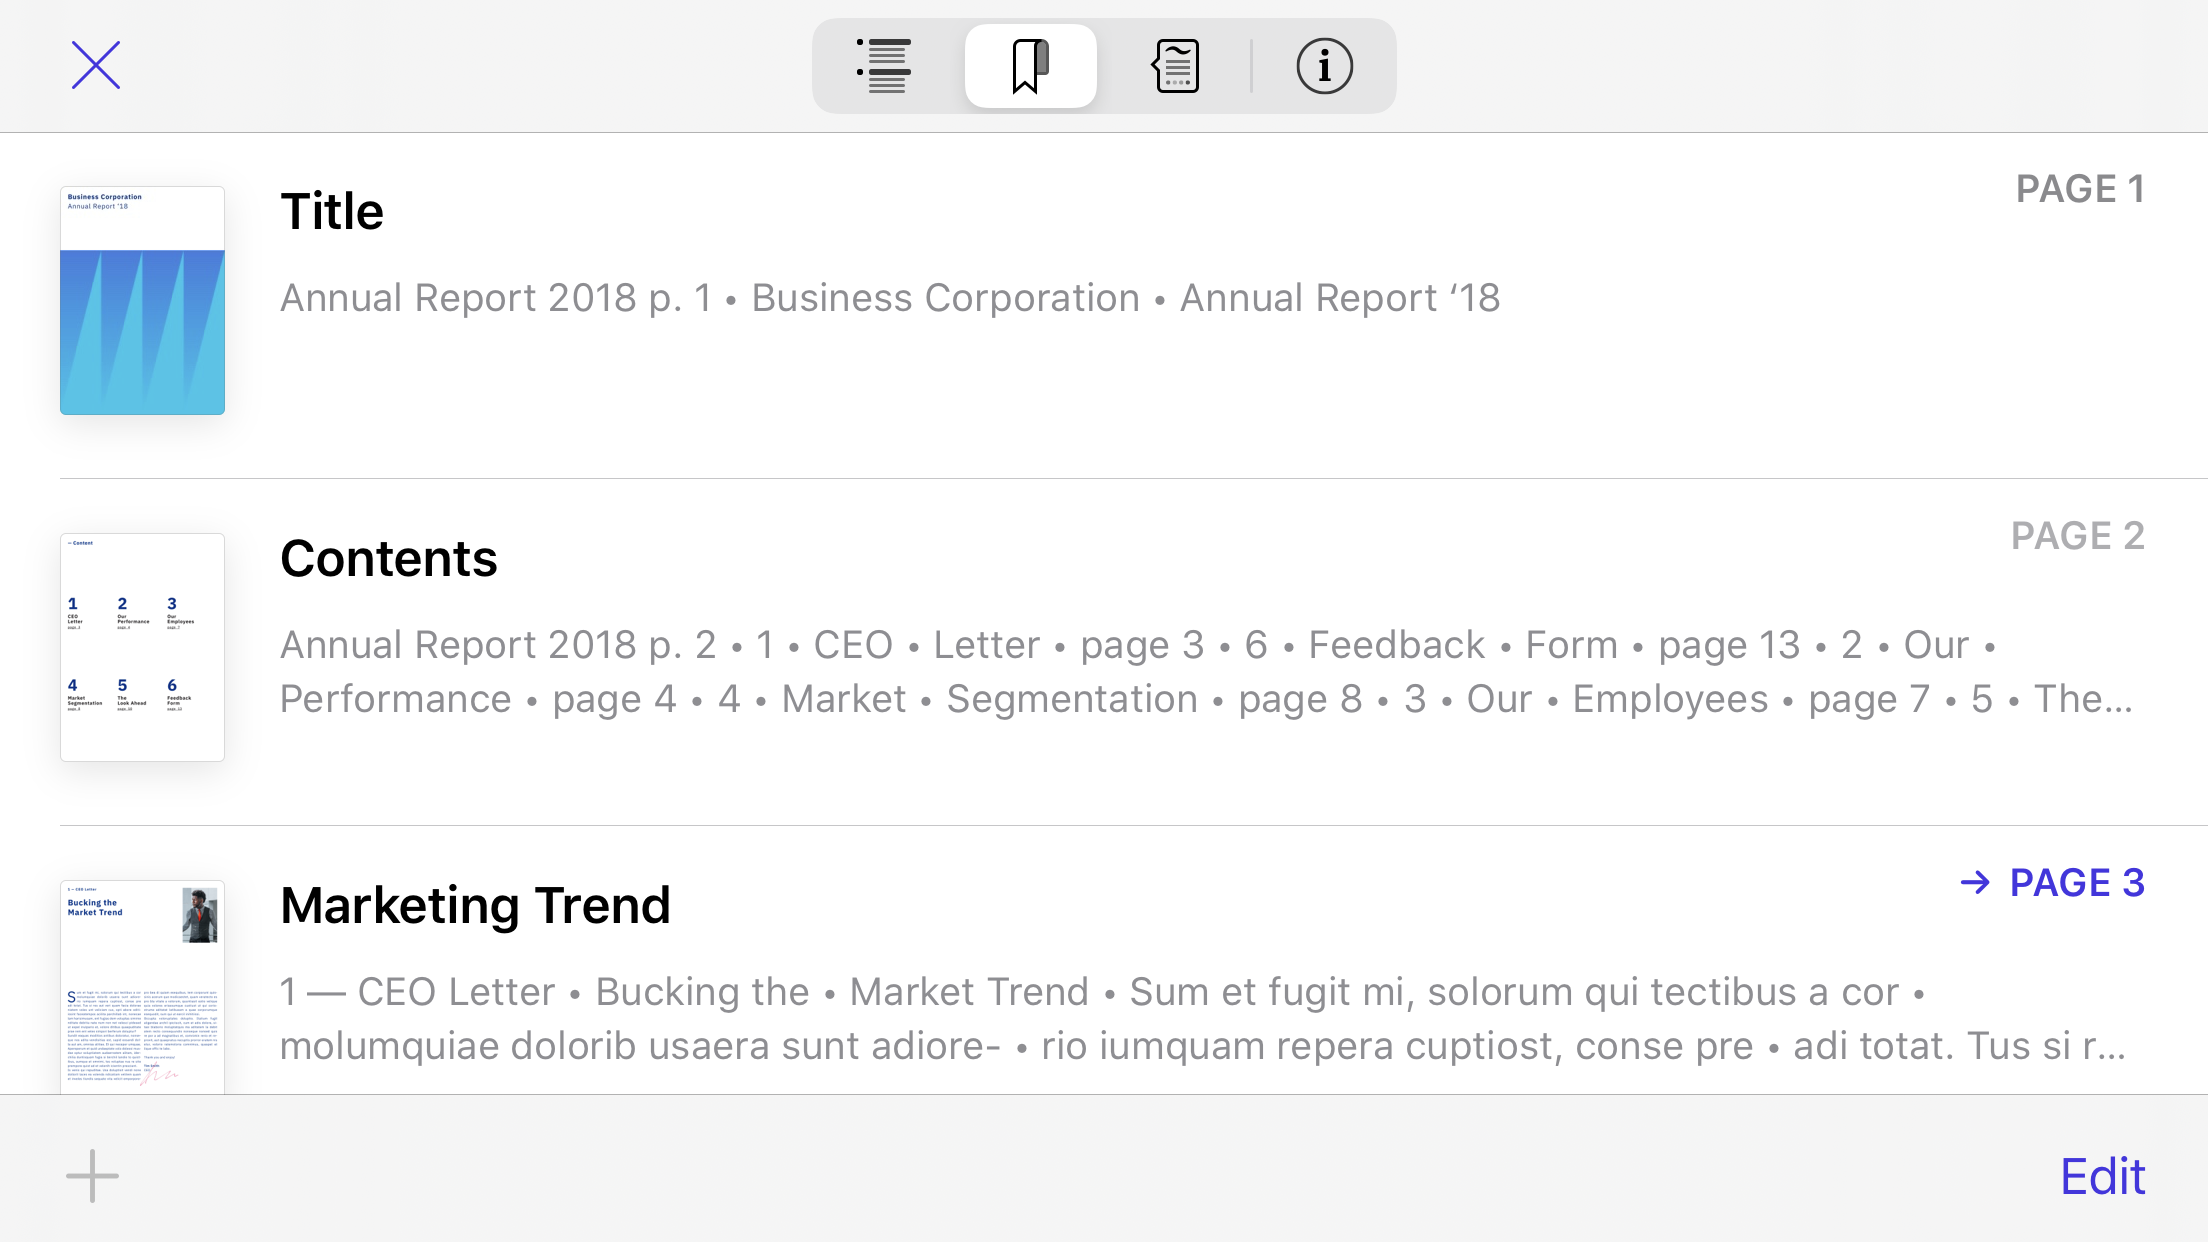 Business Corporation
Annual Report '18
Title
PAGE 1
Annual Report 2018 p. 1 • Business Corporation • Annual Report ‘18
— Content
1
2
3
CEO
Letter
Our
Performance
Our
Employees
4
5
6
Market
Segmentation
The
Look Ahead
Feedback
Form
Contents
PAGE 2
Annual Report 2018 p. 2 • 1 • CEO • Letter • page 3 • 6 • Feedback • Form • page 13 • 2 • Our •
Performance • page 4 • 4 • Market • Segmentation • page 8 • 3 • Our • Employees • page 7 • 5 • The...
1 — CEO Letter
Bucking the
Market Trend
Marketing Trend
→ PAGE 3
1 — CEO Letter • Bucking the • Market Trend • Sum et fugit mi, solorum qui tectibus a cor •
molumquiae dolorib usaera sunt adiore- • rio iumquam repera cuptiost, conse pre • adi totat. Tus si r...
Edit